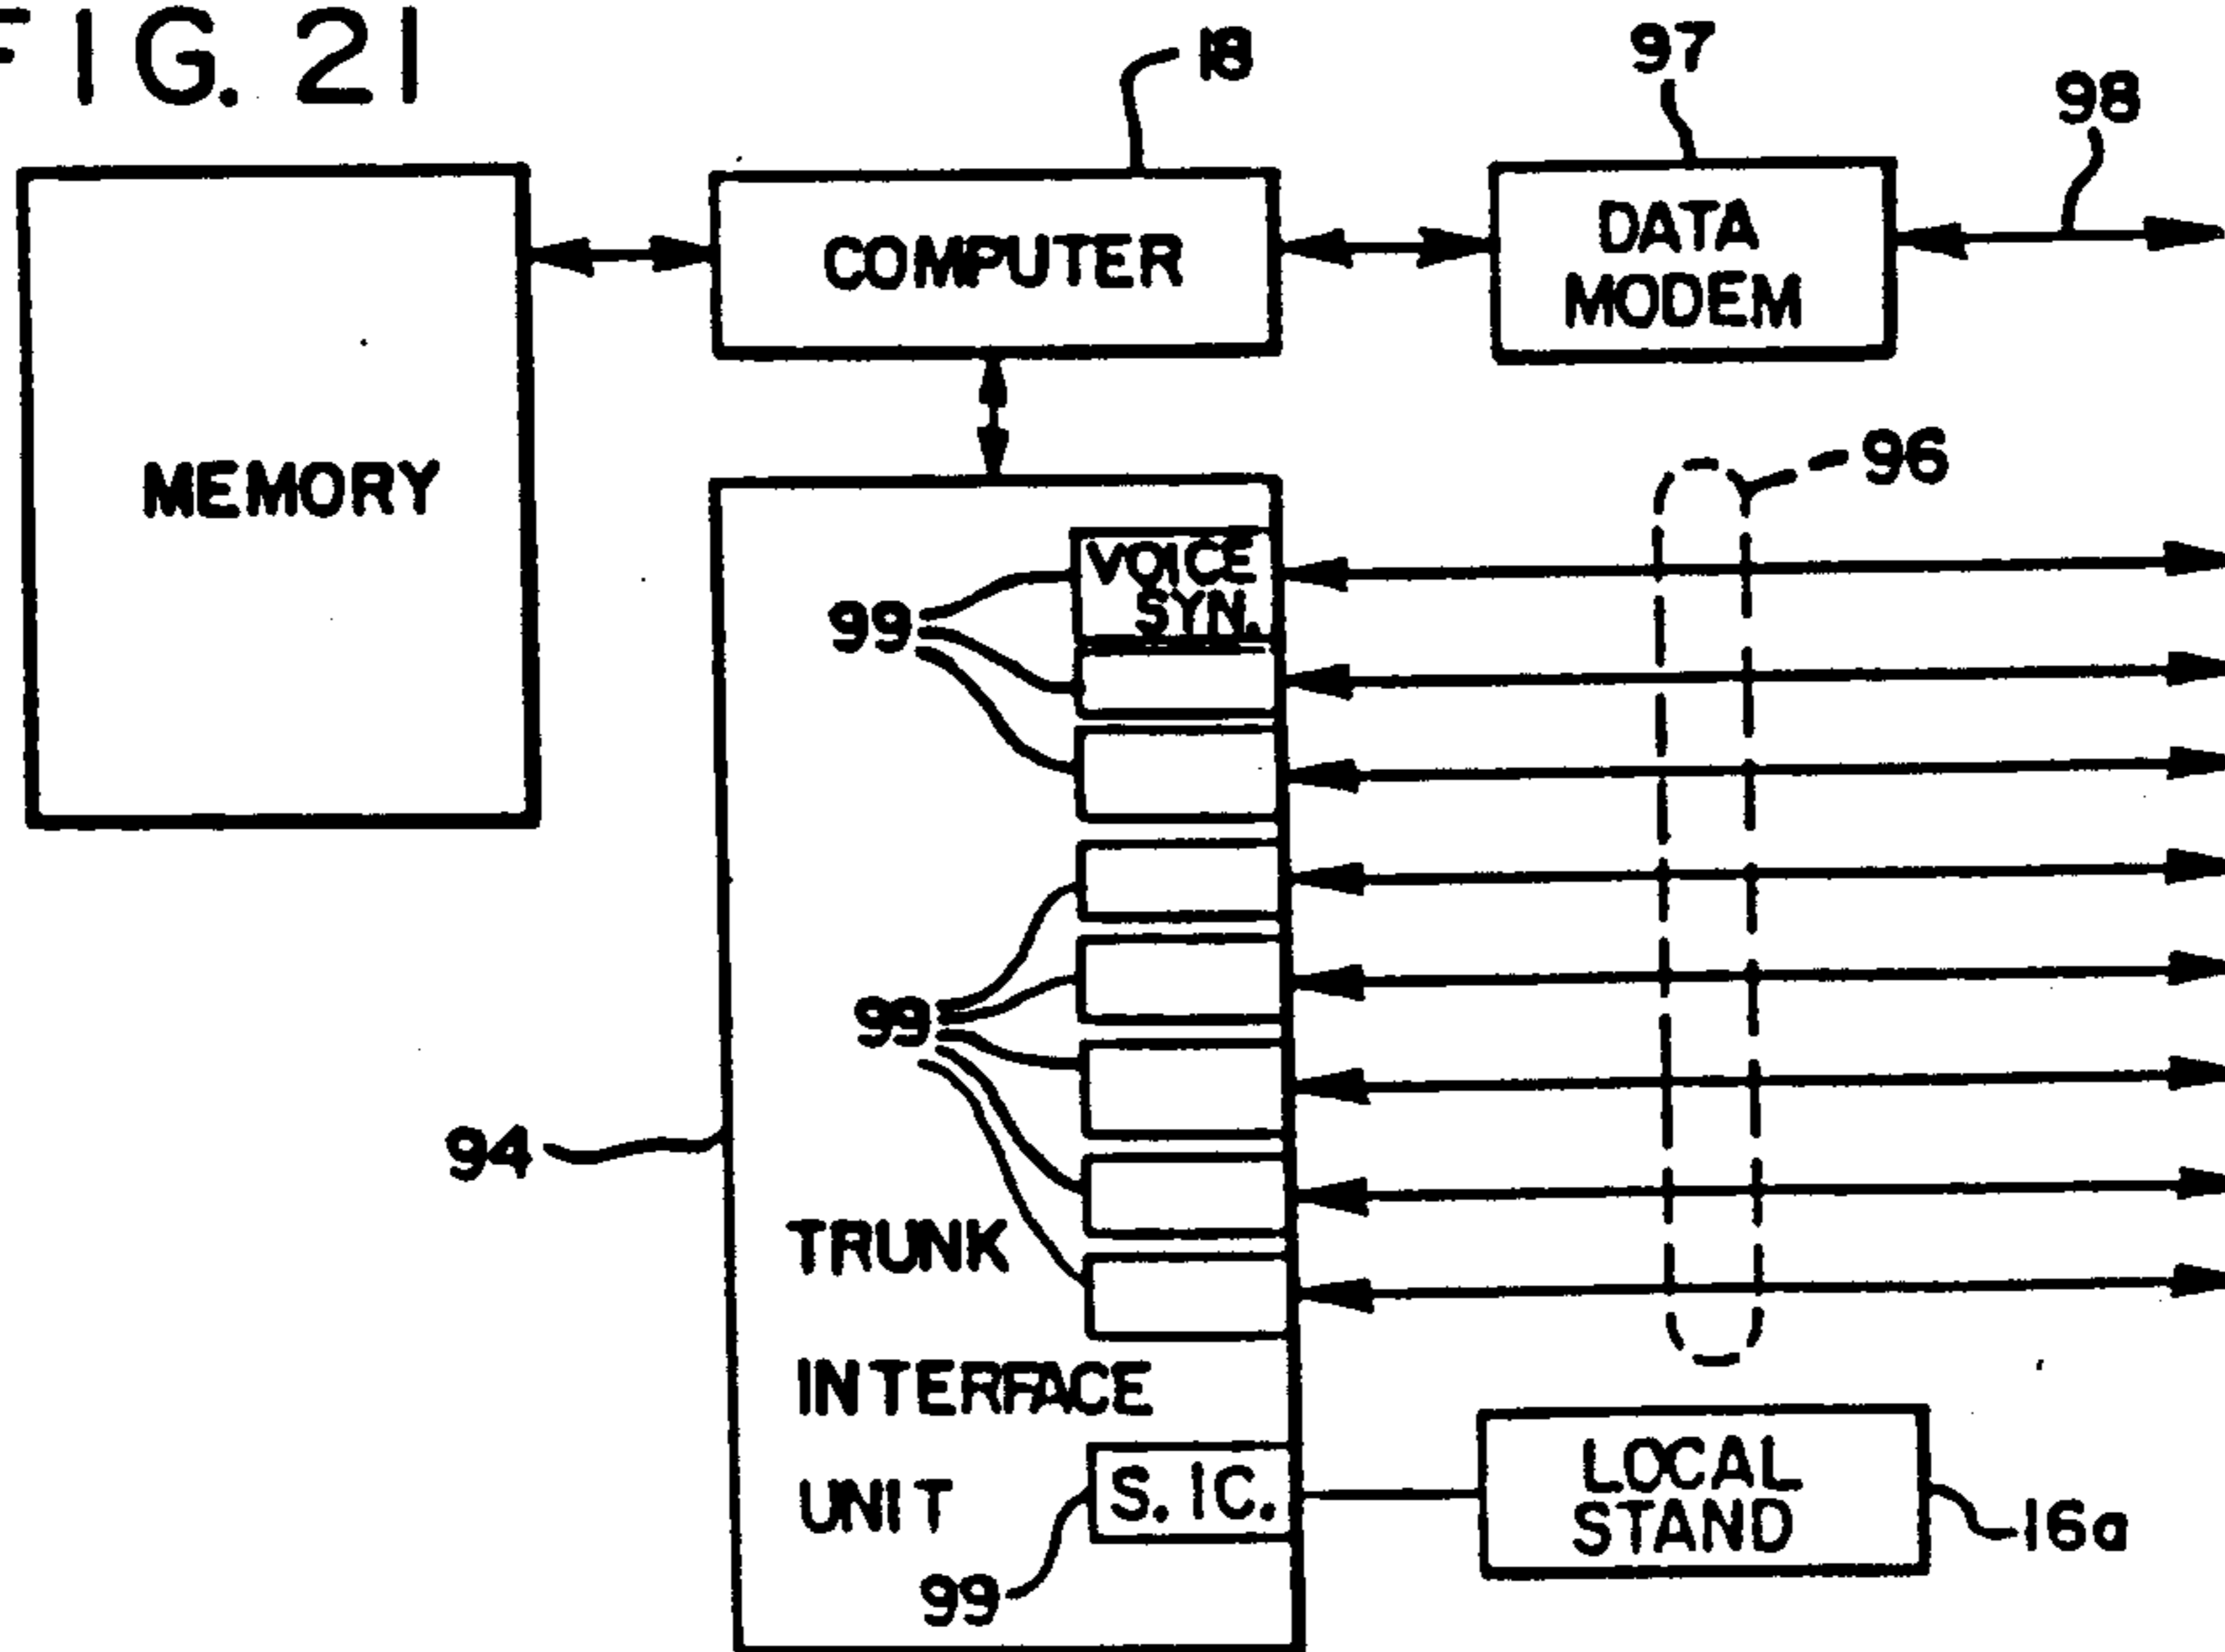 FIG. 21
18
97
98
MEMORY
COMPUTER
DATA
MODEM
96
VOICE
SYN.
99
99
94
TRUNK
INTERFACE
UNIT
S. IC.
99
LOCAL
STAND
16a